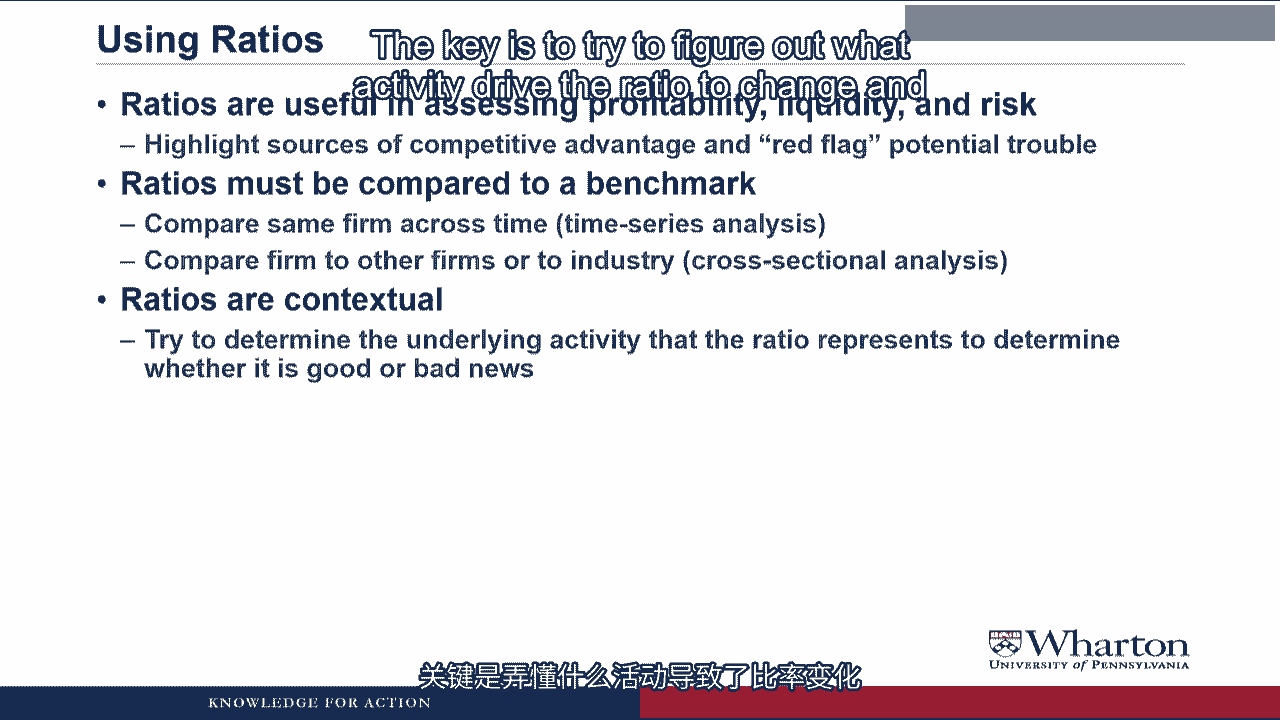 Using Ratios
The key is to try to figure out what
activity drive the ratio to change and
• Ratios are useful in assessing profitability, liquidity, and risk
– Highlight sources of competitive advantage and “red flag” potential trouble
• Ratios must be compared to a benchmark
– Compare same firm across time (time-series analysis)
– Compare firm to other firms or to industry (cross-sectional analysis)
• Ratios are contextual
– Try to determine the underlying activity that the ratio represents to determine
whether it is good or bad news
Wharton
UNIVERSITY of PENNSYLVANIA
关键是弄懂什么活动导致了比率变化
KNOWLEDGE FOR ACTION